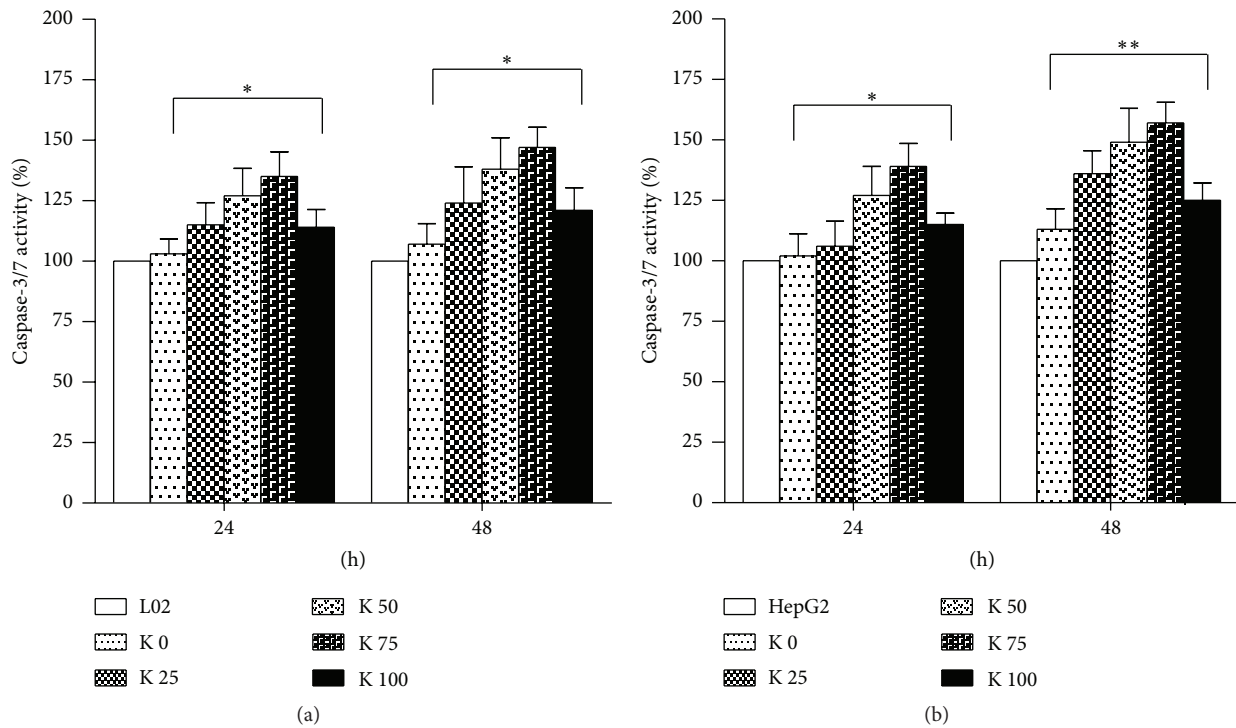 200
175
150
125
100
75
50
25
0
Caspase-3/7 activity (%)
*
*
24
48
(h)
L02
K 0
K 25
K 50
K 75
K 100
(a)
200
175
150
125
100
75
50
25
0
Caspase-3/7 activity (%)
*
**
24
48
(h)
HepG2
K 0
K 25
K 50
K 75
K 100
(b)